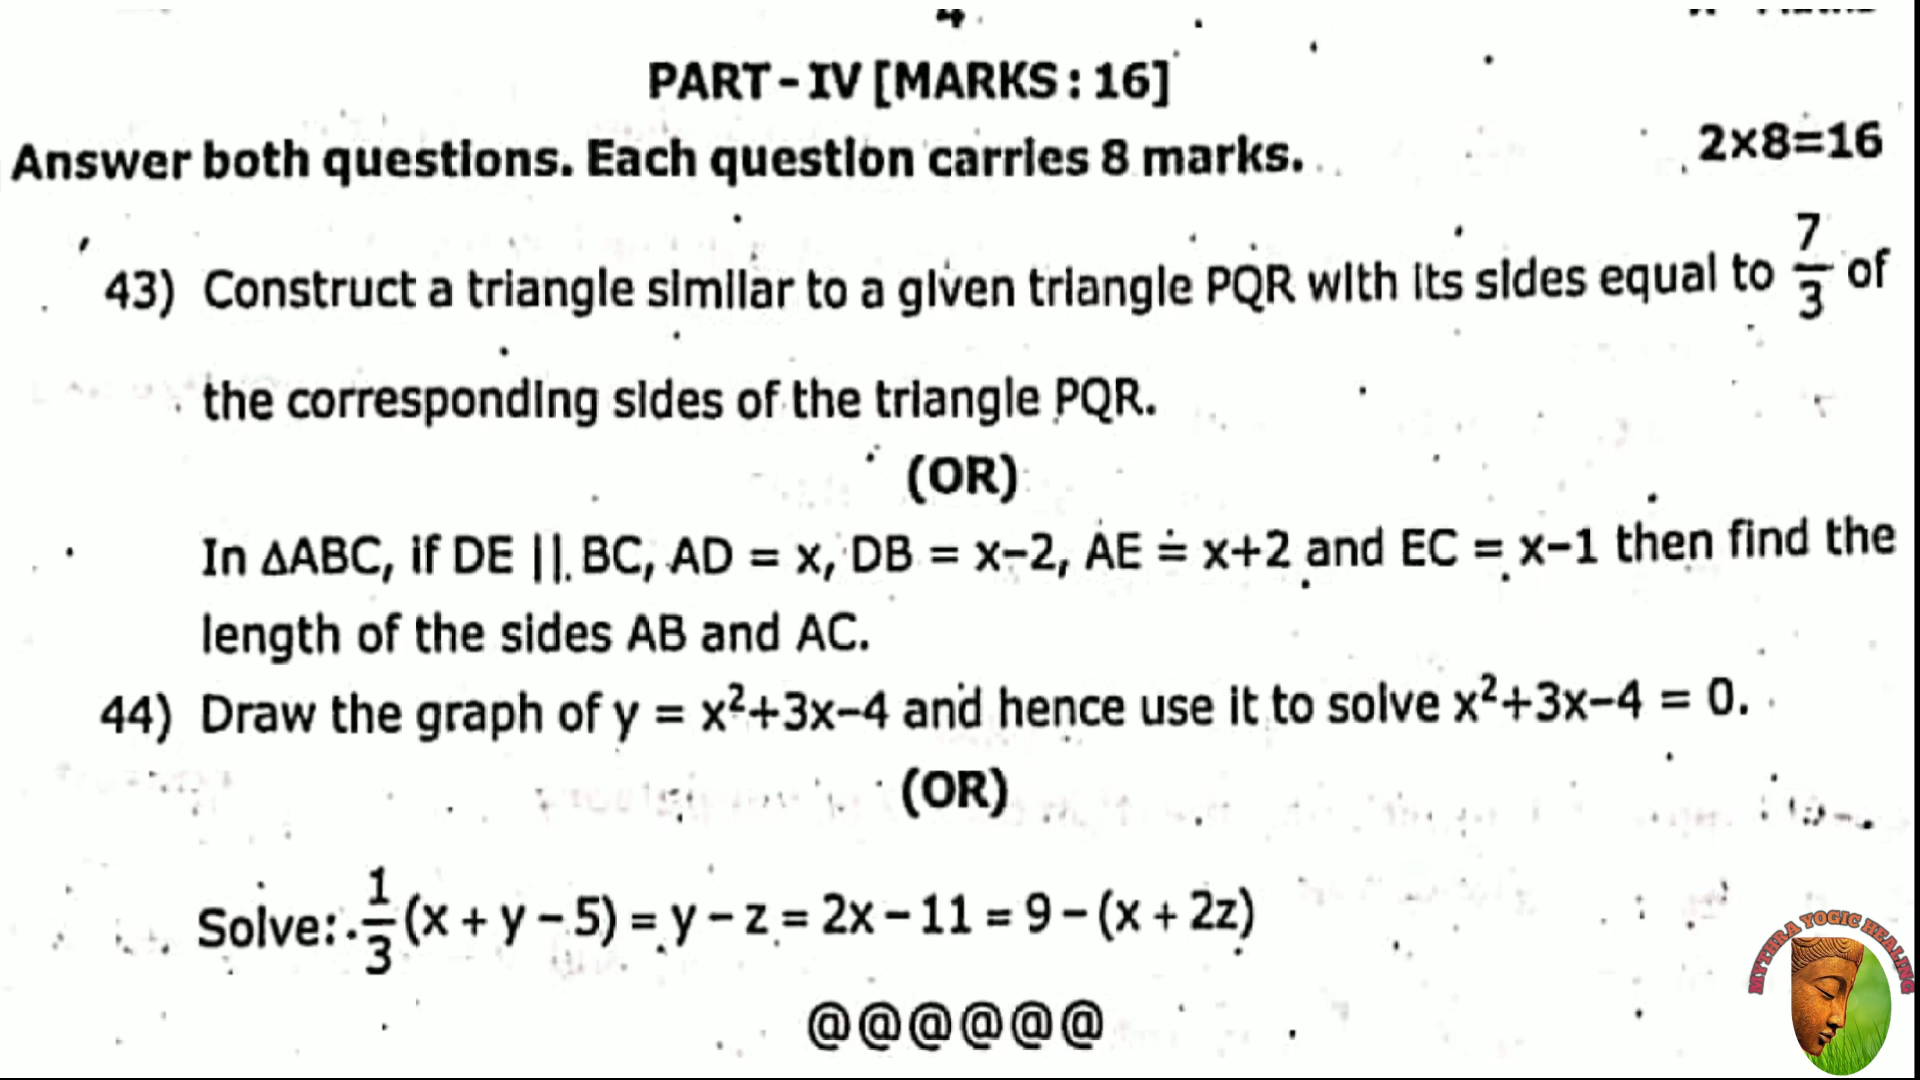 4
PART - IV [MARKS : 16]
Answer both questions. Each question carries 8 marks. 2x8=16
43) Construct a triangle similar to a given triangle PQR with its sides equal to 7/3 of
the corresponding sides of the triangle PQR.
(OR)
In ΔABC, if DE || BC, AD = x, DB = x−2, AE = x+2 and EC = x−1 then find the
length of the sides AB and AC.
44) Draw the graph of y = x²+3x−4 and hence use it to solve x²+3x−4 = 0.
(OR)
Solve: 1/3 (x + y − 5) = y − z = 2x − 11 = 9 − (x + 2z)
@@@@@@
MYTHRA YOGIC HEALING